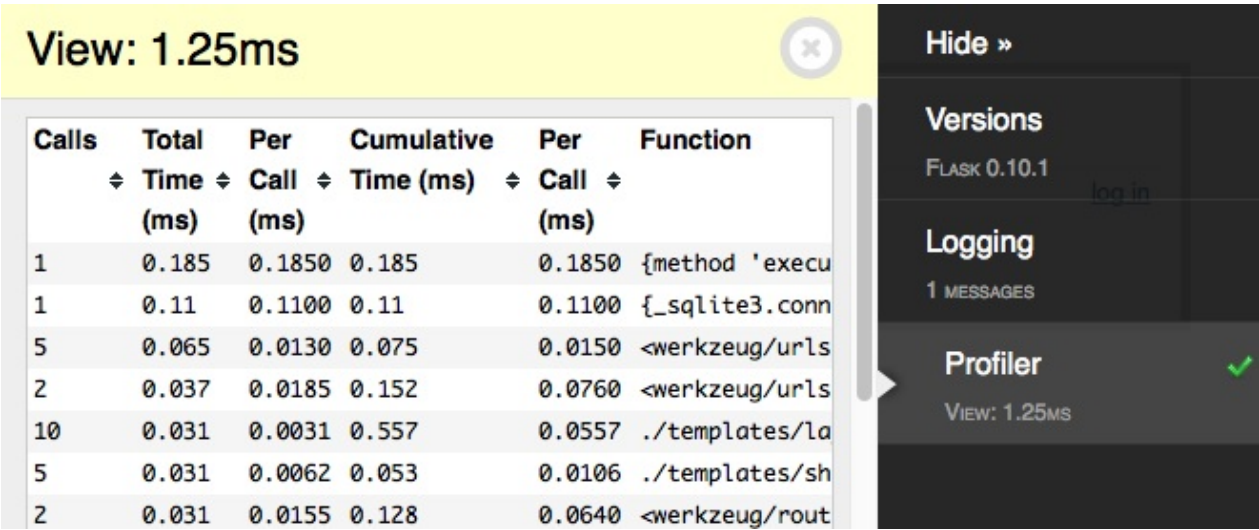 View: 1.25ms
Calls Total Time (ms) Per Call (ms) Cumulative Time (ms) Per Call (ms) Function
1 0.185 0.1850 0.185 0.1850 {method 'execu
1 0.11 0.1100 0.11 0.1100 {_sqlite3.conn
5 0.065 0.0130 0.075 0.0150 <werkzeug/urls
2 0.037 0.0185 0.152 0.0760 <werkzeug/urls
10 0.031 0.0031 0.557 0.0557 ./templates/la
5 0.031 0.0062 0.053 0.0106 ./templates/sh
2 0.031 0.0155 0.128 0.0640 <werkzeug/rout
Hide »
Versions
FLASK 0.10.1
log in
Logging
1 MESSAGES
Profiler
VIEW: 1.25MS